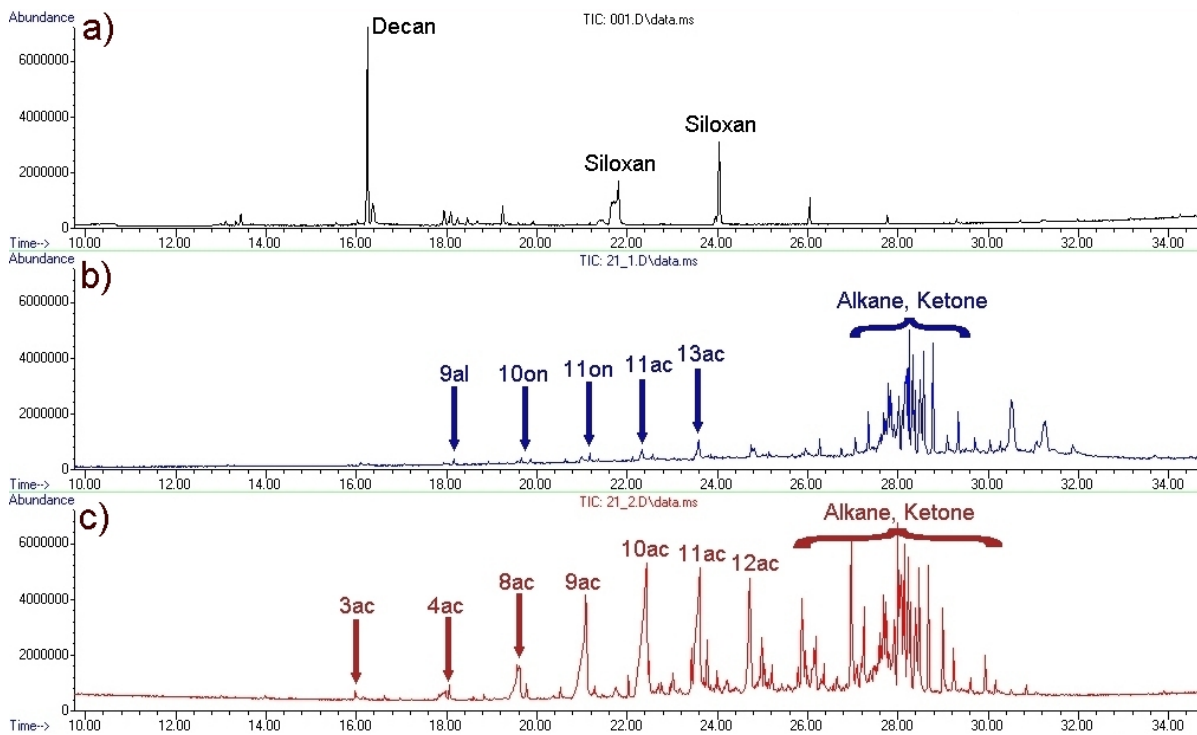 Abundance
TIC: 001.D\data.ms
a)
Decan
6000000
4000000
Siloxan
2000000
Siloxan
0
Time-->
10.00 12.00 14.00 16.00 18.00 20.00 22.00 24.00 26.00 28.00 30.00 32.00 34.00
Abundance
TIC: 21_1.D\data.ms
b)
6000000
Alkane, Ketone
4000000
9al 10on 11on 11ac 13ac
2000000
0
Time-->
10.00 12.00 14.00 16.00 18.00 20.00 22.00 24.00 26.00 28.00 30.00 32.00 34.00
Abundance
TIC: 21_2.D\data.ms
c)
Alkane, Ketone
6000000
3ac 4ac 8ac 9ac 10ac 11ac 12ac
4000000
2000000
0
Time-->
10.00 12.00 14.00 16.00 18.00 20.00 22.00 24.00 26.00 28.00 30.00 32.00 34.00